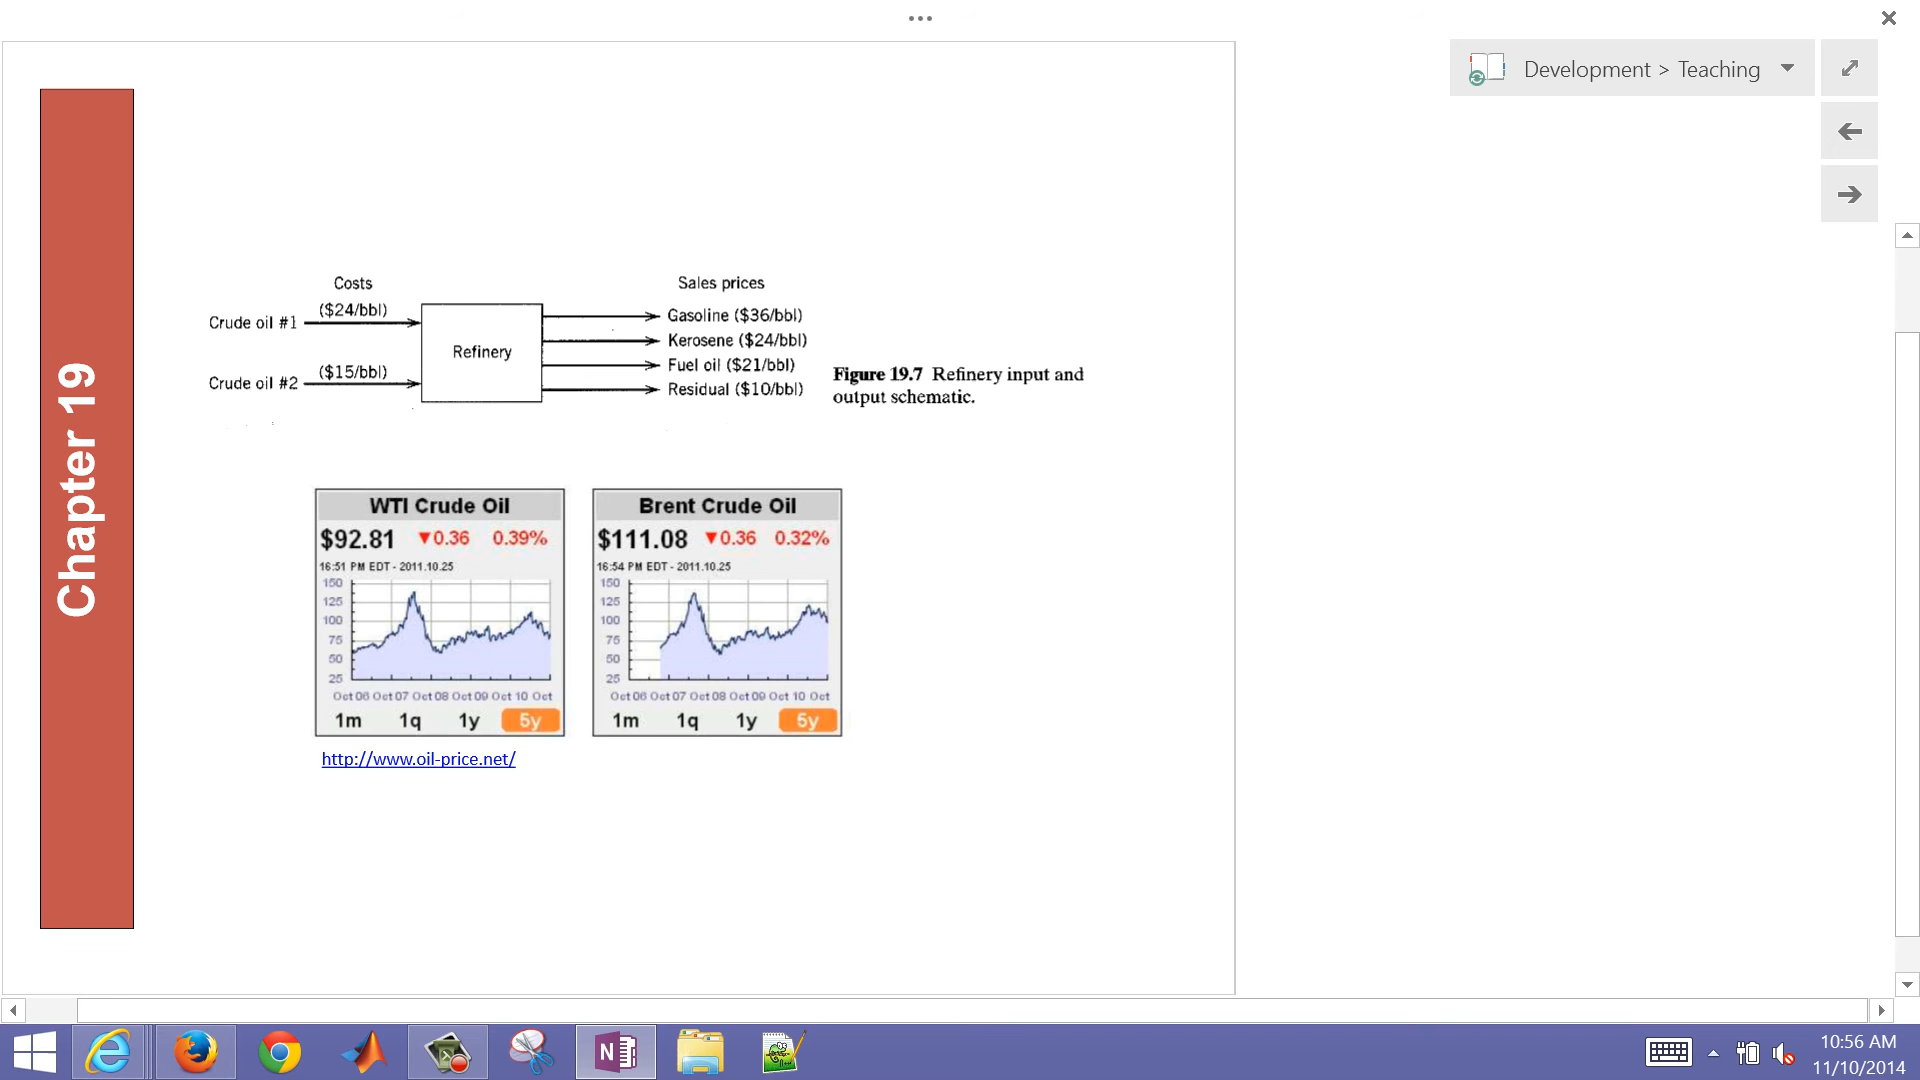 Development > Teaching
Chapter 19
Costs
Sales prices
Crude oil #1
($24/bbl)
Crude oil #2
($15/bbl)
Refinery
Gasoline ($36/bbl)
Kerosene ($24/bbl)
Fuel oil ($21/bbl)
Residual ($10/bbl)
Figure 19.7 Refinery input and
output schematic.
WTI Crude Oil
$92.81 ▼0.36 0.39%
16:51 PM EDT - 2011.10.25
150
125
100
75
50
25
Oct 06 Oct 07 Oct 08 Oct 09 Oct 10 Oct
1m 1q 1y 5y
Brent Crude Oil
$111.08 ▼0.36 0.32%
16:54 PM EDT - 2011.10.25
150
125
100
75
50
25
Oct 06 Oct 07 Oct 08 Oct 09 Oct 10 Oct
1m 1q 1y 5y
http://www.oil-price.net/
N
10:56 AM
11/10/2014